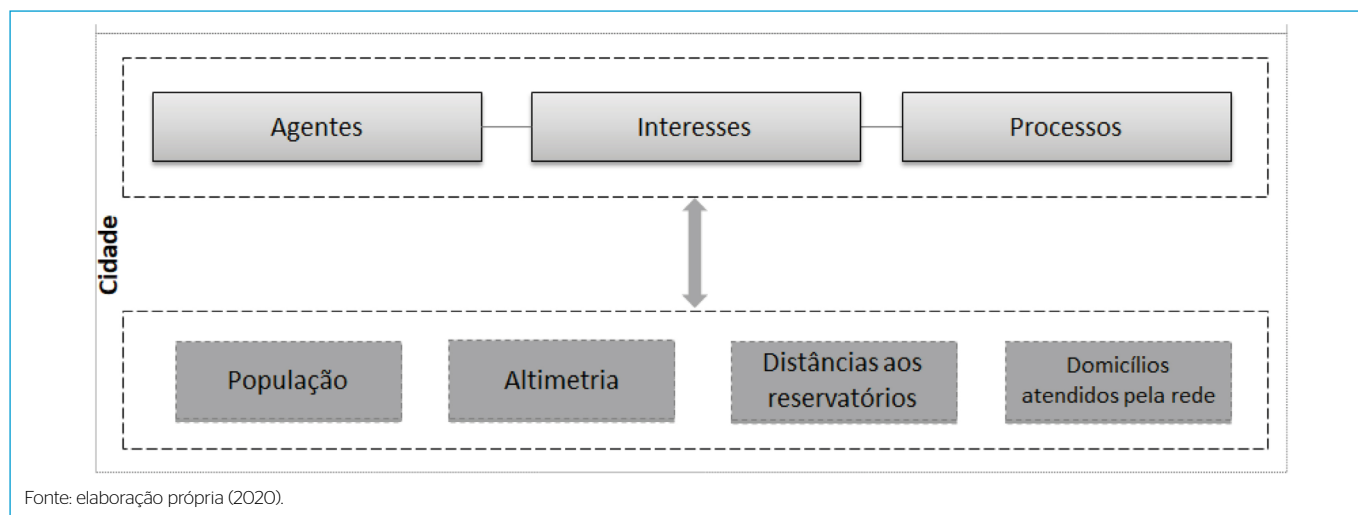 Agentes
Interesses
Processos
Cidade
População
Altimetria
Distâncias aos
reservatórios
Domicílios
atendidos pela rede
Fonte: elaboração própria (2020).